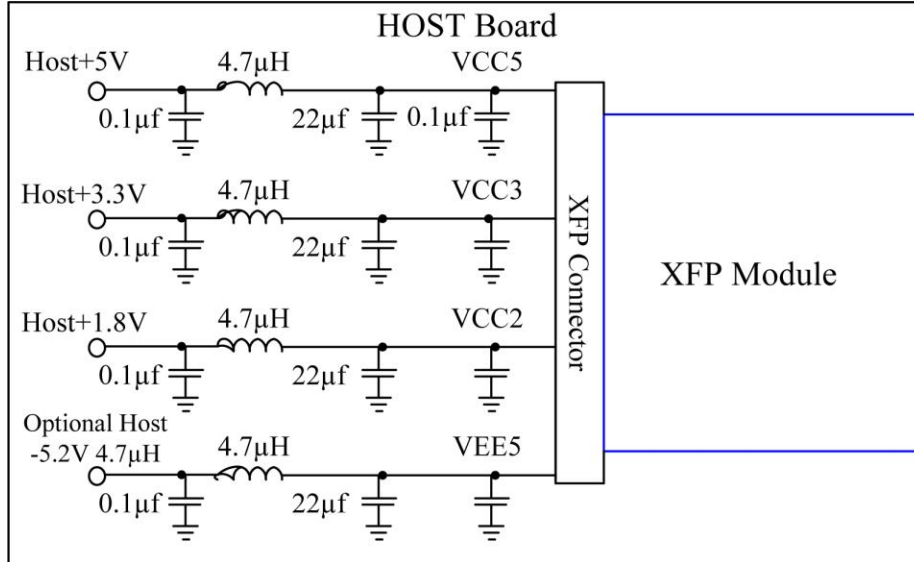 HOST Board
Host+5V
4.7µH
VCC5
0.1µf
22µf
0.1µf
Host+3.3V
4.7µH
VCC3
0.1µf
22µf
Host+1.8V
4.7µH
VCC2
0.1µf
22µf
Optional Host
-5.2V 4.7µH
4.7µH
VEE5
0.1µf
22µf
XFP Connector
XFP Module